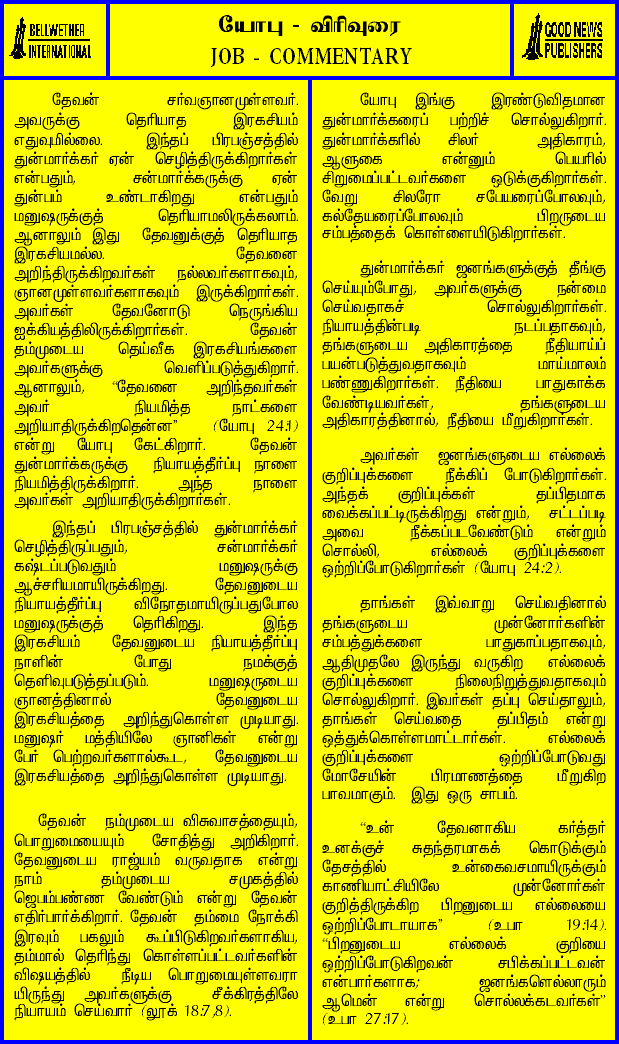 BELLWETHER
INTERNATIONAL
யோபு - விரிவுரை
JOB - COMMENTARY
GOOD NEWS
PUBLISHERS
தேவன் சர்வஞானமுள்ளவர்.
அவருக்கு தெரியாத இரகசியம்
எதுவுமில்லை. இந்தப் பிரபஞ்சத்தில்
துன்மார்க்கர் ஏன் செழித்திருக்கிறார்கள்
என்பதும், சன்மார்க்கருக்கு ஏன்
துன்பம் உண்டாகிறது என்பதும்
மனுஷருக்குத் தெரியாமலிருக்கலாம்.
ஆனாலும் இது தேவனுக்குத் தெரியாத
இரகசியமல்ல. தேவனை
அறிந்திருக்கிறவர்கள் நல்லவர்களாகவும்,
ஞானமுள்ளவர்களாகவும் இருக்கிறார்கள்.
அவர்கள் தேவனோடு நெருங்கிய
ஐக்கியத்திலிருக்கிறார்கள். தேவன்
தம்முடைய தெய்வீக இரகசியங்களை
அவர்களுக்கு வெளிப்படுத்துகிறார்.
ஆனாலும், “தேவனை அறிந்தவர்கள்
அவர் நியமித்த நாட்களை
அறியாதிருக்கிறதென்ன” (யோபு 24:1)
என்று யோபு கேட்கிறார். தேவன்
துன்மார்க்கருக்கு நியாயத்தீர்ப்பு நாளை
நியமித்திருக்கிறார். அந்த நாளை
அவர்கள் அறியாதிருக்கிறார்கள்.
இந்தப் பிரபஞ்சத்தில் துன்மார்க்கர்
செழித்திருப்பதும், சன்மார்க்கர்
கஷ்டப்படுவதும் மனுஷருக்கு
ஆச்சரியமாயிருக்கிறது. தேவனுடைய
நியாயத்தீர்ப்பு விநோதமாயிருப்பதுபோல
மனுஷருக்குத் தெரிகிறது. இந்த
இரகசியம் தேவனுடைய நியாயத்தீர்ப்பு
நாளின் போது நமக்குத்
தெளிவுபடுத்தப்படும். மனுஷருடைய
ஞானத்தினால் தேவனுடைய
இரகசியத்தை அறிந்துகொள்ள முடியாது.
மனுஷர் மத்தியிலே ஞானிகள் என்று
பேர் பெற்றவர்களால்கூட, தேவனுடைய
இரகசியத்தை அறிந்துகொள்ள முடியாது.
தேவன் நம்முடைய விசுவாசத்தையும்,
பொறுமையையும் சோதித்து அறிகிறார்.
தேவனுடைய ராஜ்யம் வருவதாக என்று
நாம் தம்முடைய சமுகத்தில்
ஜெபம்பண்ண வேண்டும் என்று தேவன்
எதிர்பார்க்கிறார். தேவன் தம்மை நோக்கி
இரவும் பகலும் கூப்பிடுகிறவர்களாகிய,
தம்மால் தெரிந்து கொள்ளப்பட்டவர்களின்
விஷயத்தில் நீடிய பொறுமையுள்ளவரா
யிருந்து அவர்களுக்கு சீக்கிரத்திலே
நியாயம் செய்வார் (லூக் 18:7,8).
யோபு இங்கு இரண்டுவிதமான
துன்மார்க்கரைப் பற்றிச் சொல்லுகிறார்.
துன்மார்க்கரில் சிலர் அதிகாரம்,
ஆளுகை என்னும் பெயரில்
சிறுமைப்பட்டவர்களை ஒடுக்குகிறார்கள்.
வேறு சிலரோ சபேயரைப்போலவும்,
கல்தேயரைப்போலவும் பிறருடைய
சம்பத்தைக் கொள்ளையிடுகிறார்கள்.
துன்மார்க்கர் ஜனங்களுக்குத் தீங்கு
செய்யும்போது, அவர்களுக்கு நன்மை
செய்வதாகச் சொல்லுகிறார்கள்.
நியாயத்தின்படி நடப்பதாகவும்,
தங்களுடைய அதிகாரத்தை நீதியாய்ப்
பயன்படுத்துவதாகவும் மாய்மாலம்
பண்ணுகிறார்கள். நீதியை பாதுகாக்க
வேண்டியவர்கள், தங்களுடைய
அதிகாரத்தினால், நீதியை மீறுகிறார்கள்.
அவர்கள் ஜனங்களுடைய எல்லைக்
குறிப்புக்களை நீக்கிப் போடுகிறார்கள்.
அந்தக் குறிப்புக்கள் தப்பிதமாக
வைக்கப்பட்டிருக்கிறது என்றும், சட்டப்படி
அவை நீக்கப்படவேண்டும் என்றும்
சொல்லி, எல்லைக் குறிப்புக்களை
ஒற்றிப்போடுகிறார்கள் (யோபு 24:2).
தாங்கள் இவ்வாறு செய்வதினால்
தங்களுடைய முன்னோர்களின்
சம்பத்துக்களை பாதுகாப்பதாகவும்,
ஆதிமுதலே இருந்து வருகிற எல்லைக்
குறிப்புக்களை நிலைநிறுத்துவதாகவும்
சொல்லுகிறார்கள். இவர்கள் தப்பு செய்தாலும்,
தாங்கள் செய்வதை தப்பிதம் என்று
ஒத்துக்கொள்ளமாட்டார்கள். எல்லைக்
குறிப்புக்களை ஒற்றிப்போடுவது
மோசேயின் பிரமாணத்தை மீறுகிற
பாவமாகும். இது ஒரு சாபம்.
“உன் தேவனாகிய கர்த்தர்
உனக்குச் சுதந்தரமாகக் கொடுக்கும்
தேசத்தில் உன்கைவசமாயிருக்கும்
காணியாட்சியிலே முன்னோர்கள்
குறித்திருக்கிற பிறனுடைய எல்லையை
ஒற்றிப்போடாயாக” (உபா 19:14).
“பிறனுடைய எல்லைக் குறியை
ஒற்றிப்போடுகிறவன் சபிக்கப்பட்டவன்
என்பார்களாக; ஜனங்களெல்லாரும்
ஆமென் என்று சொல்லக்கடவர்கள்”
(உபா 27:17).